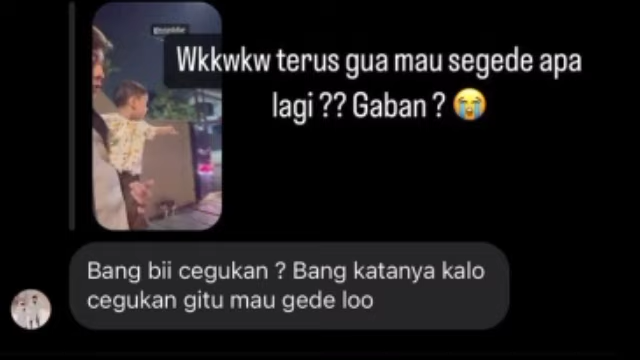 Wkkwkw terus gua mau segede apa
lagi ?? Gaban ? 😭
Bang bii cegukan ? Bang katanya kalo
cegukan gitu mau gede loo